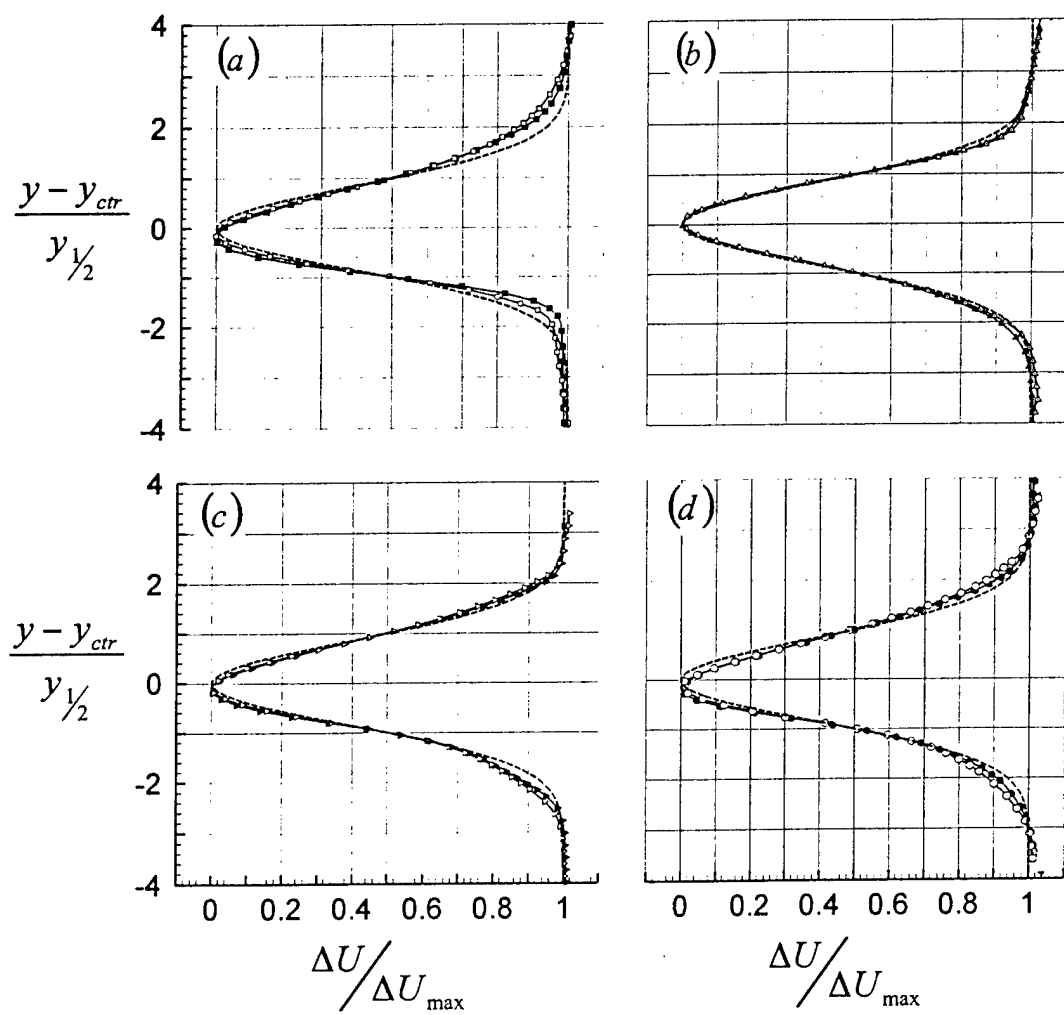 (a)
(b)
4
2
0
-2
-4
y − y_ctr
y_1/2
(c)
(d)
4
2
0
-2
-4
y − y_ctr
y_1/2
0 0.2 0.4 0.6 0.8 1
0 0.2 0.4 0.6 0.8 1
ΔU/ΔU_max
ΔU/ΔU_max